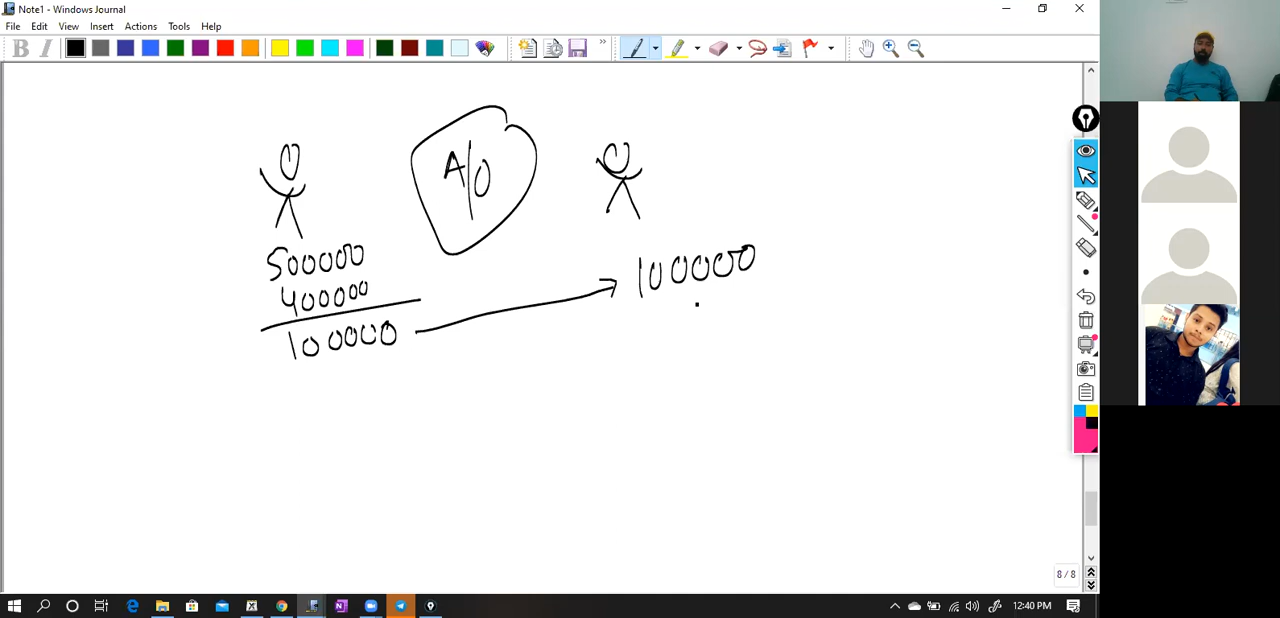 Note1 - Windows Journal
File Edit View Insert Actions Tools Help
B I
A/O
500000
400000
100000
100000
8 / 8
12:40 PM